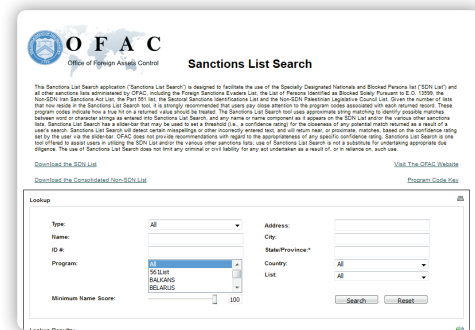 OFAC
Office of Foreign Assets Control
Sanctions List Search
This Sanctions List Search application ("Sanctions List Search") is designed to facilitate the use of the Specially Designated Nationals and Blocked Persons list ("SDN List") and
all other sanctions lists administered by OFAC, including the Foreign Sanctions Evaders List, the List of Persons Identified as Blocked Solely Pursuant to E.O. 13599, the
Non-SDN Iran Sanctions Act List, the Part 561 list, the Sectoral Sanctions Identifications List and the Non-SDN Palestinian Legislative Council List. Given the number of lists
that now reside in the Sanctions List Search tool, it is strongly recommended that users pay close attention to the program codes associated with each returned record. These
program codes indicate how a true hit on a returned value should be treated. The Sanctions List Search tool uses approximate string matching to identify possible matches
between word or character strings as entered into Sanctions List Search, and any name or name component as it appears on the SDN List and/or the various other sanctions
lists. Sanctions List Search has a slider-bar that may be used to set a threshold (i.e., a confidence rating) for the closeness of any potential match returned as a result of a
user's search. Sanctions List Search will detect certain misspellings or other incorrectly entered text, and will return near, or proximate, matches, based on the confidence rating
set by the user via the slider-bar. OFAC does not provide recommendations with regard to the appropriateness of any specific confidence rating. Sanctions List Search is one
tool offered to assist users in utilizing the SDN List and/or the various other sanctions lists; use of Sanctions List Search is not a substitute for undertaking appropriate due
diligence. The use of Sanctions List Search does not limit any criminal or civil liability for any act undertaken as a result of, or in reliance on, such use.
Download the SDN List Visit The OFAC Website
Download the Consolidated Non-SDN List Program Code Key
Lookup
Type: All Address:
Name: City:
ID #: State/Province:*
Program: All Country: All
561List List: All
BALKANS
BELARUS
Minimum Name Score: 100 Search Reset
Lookup Results